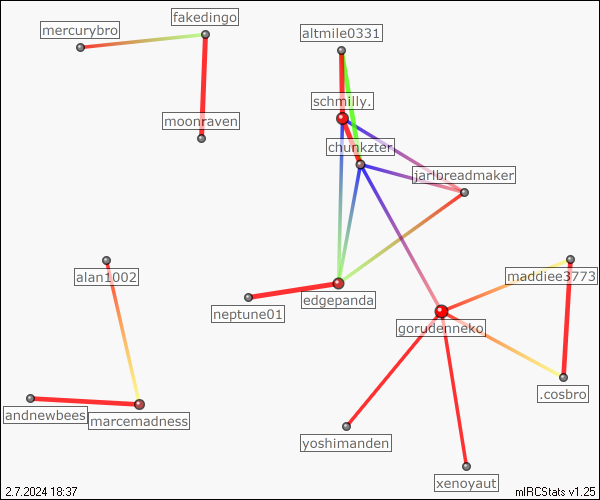 fakedingo
mercurybro
altmile0331
schmilly.
moonraven
chunkzter
jarlbreadmaker
alan1002
maddiee3773
edgepanda
neptune01
gorudenneko
.cosbro
andnewbees
marcemadness
yoshimanden
xenoyaut
2.7.2024 18:37
mIRCStats v1.25